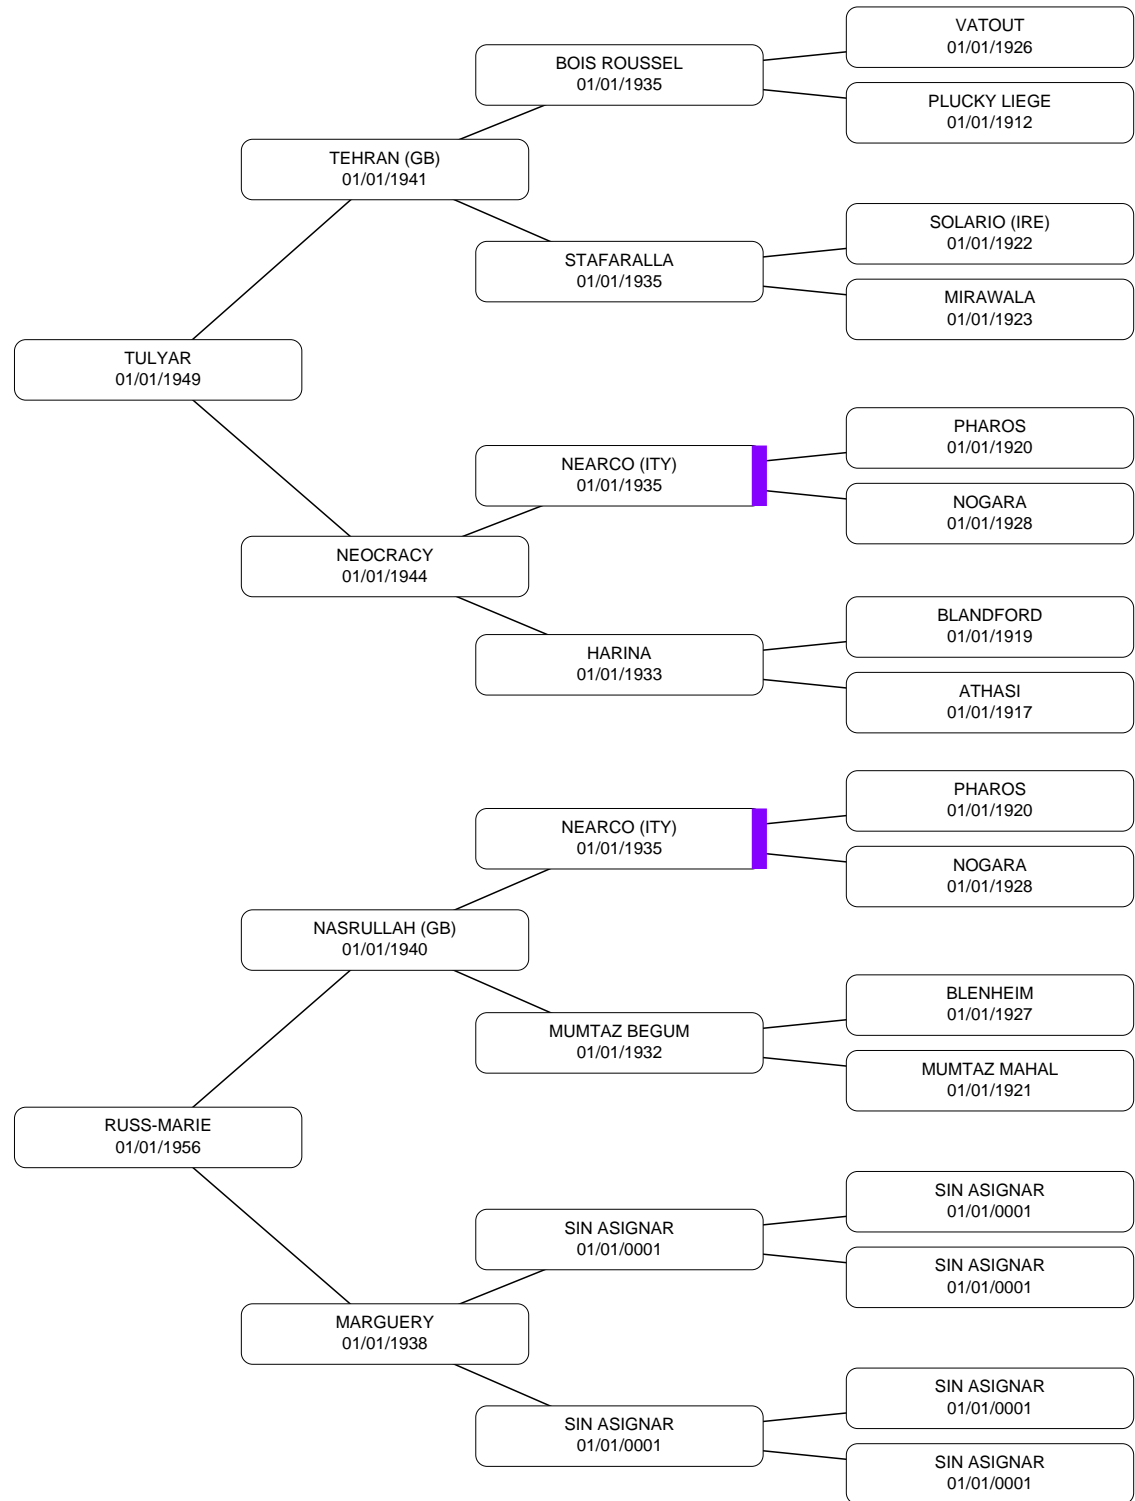 VATOUT
01/01/1926
BOIS ROUSSEL
01/01/1935
PLUCKY LIEGE
01/01/1912
TEHRAN (GB)
01/01/1941
SOLARIO (IRE)
01/01/1922
STAFARALLA
01/01/1935
MIRAWALA
01/01/1923
TULYAR
01/01/1949
PHAROS
01/01/1920
NEARCO (ITY)
01/01/1935
NOGARA
01/01/1928
NEOCRACY
01/01/1944
BLANDFORD
01/01/1919
HARINA
01/01/1933
ATHASI
01/01/1917
PHAROS
01/01/1920
NEARCO (ITY)
01/01/1935
NOGARA
01/01/1928
NASRULLAH (GB)
01/01/1940
BLENHEIM
01/01/1927
MUMTAZ BEGUM
01/01/1932
MUMTAZ MAHAL
01/01/1921
RUSS-MARIE
01/01/1956
SIN ASIGNAR
01/01/0001
SIN ASIGNAR
01/01/0001
SIN ASIGNAR
01/01/0001
MARGUERY
01/01/1938
SIN ASIGNAR
01/01/0001
SIN ASIGNAR
01/01/0001
SIN ASIGNAR
01/01/0001